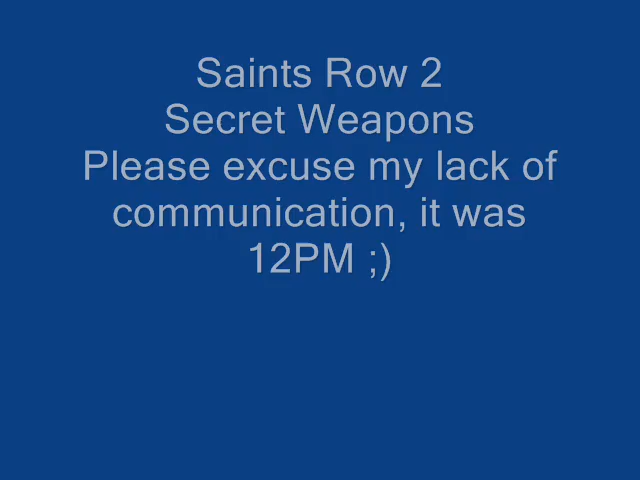 Saints Row 2
Secret Weapons
Please excuse my lack of
communication, it was
12PM ;)